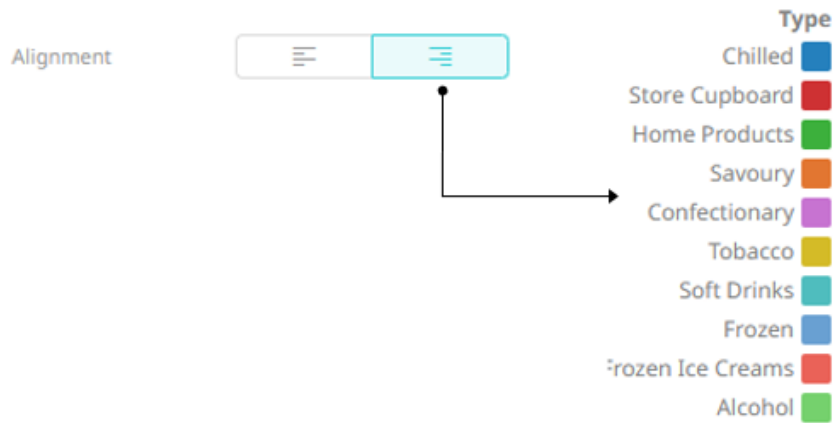 Alignment
Type
Chilled
Store Cupboard
Home Products
Savoury
Confectionary
Tobacco
Soft Drinks
Frozen
Frozen Ice Creams
Alcohol